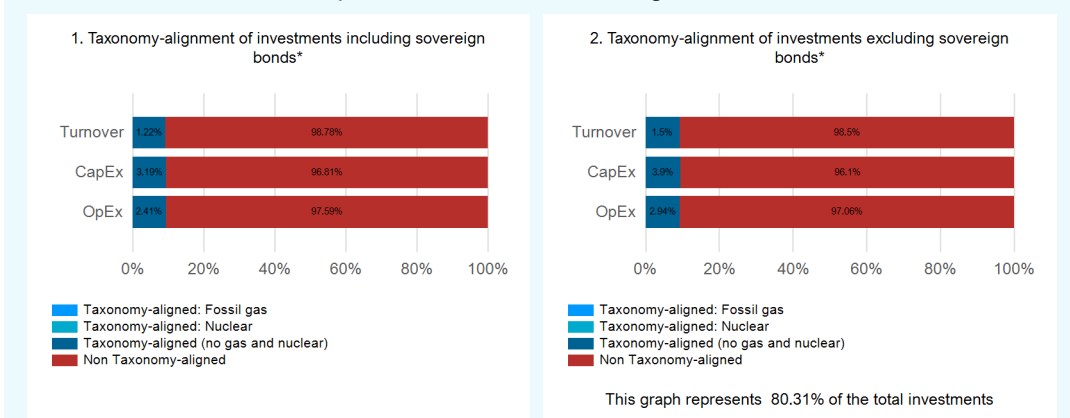 1. Taxonomy-alignment of investments including sovereign
bonds*
Turnover 1.22% 98.78%
CapEx 3.19% 96.81%
OpEx 2.41% 97.59%
0% 20% 40% 60% 80% 100%
Taxonomy-aligned: Fossil gas
Taxonomy-aligned: Nuclear
Taxonomy-aligned (no gas and nuclear)
Non Taxonomy-aligned
2. Taxonomy-alignment of investments excluding sovereign
bonds*
Turnover 1.5% 98.5%
CapEx 3.9% 96.1%
OpEx 2.94% 97.06%
0% 20% 40% 60% 80% 100%
Taxonomy-aligned: Fossil gas
Taxonomy-aligned: Nuclear
Taxonomy-aligned (no gas and nuclear)
Non Taxonomy-aligned
This graph represents 80.31% of the total investments